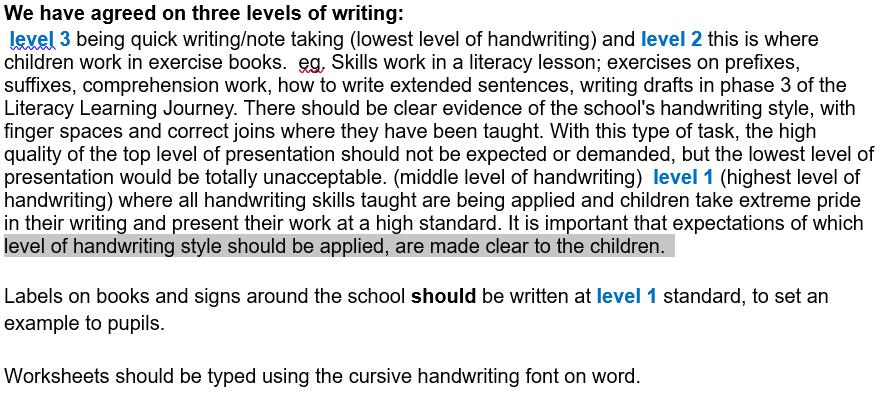 We have agreed on three levels of writing:
level 3 being quick writing/note taking (lowest level of handwriting) and level 2 this is where
children work in exercise books.  eg. Skills work in a literacy lesson; exercises on prefixes,
suffixes, comprehension work, how to write extended sentences, writing drafts in phase 3 of the
Literacy Learning Journey. There should be clear evidence of the school's handwriting style, with
finger spaces and correct joins where they have been taught. With this type of task, the high
quality of the top level of presentation should not be expected or demanded, but the lowest level of
presentation would be totally unacceptable. (middle level of handwriting)  level 1 (highest level of
handwriting) where all handwriting skills taught are being applied and children take extreme pride
in their writing and present their work at a high standard. It is important that expectations of which
level of handwriting style should be applied, are made clear to the children.
Labels on books and signs around the school should be written at level 1 standard, to set an
example to pupils.
Worksheets should be typed using the cursive handwriting font on word.